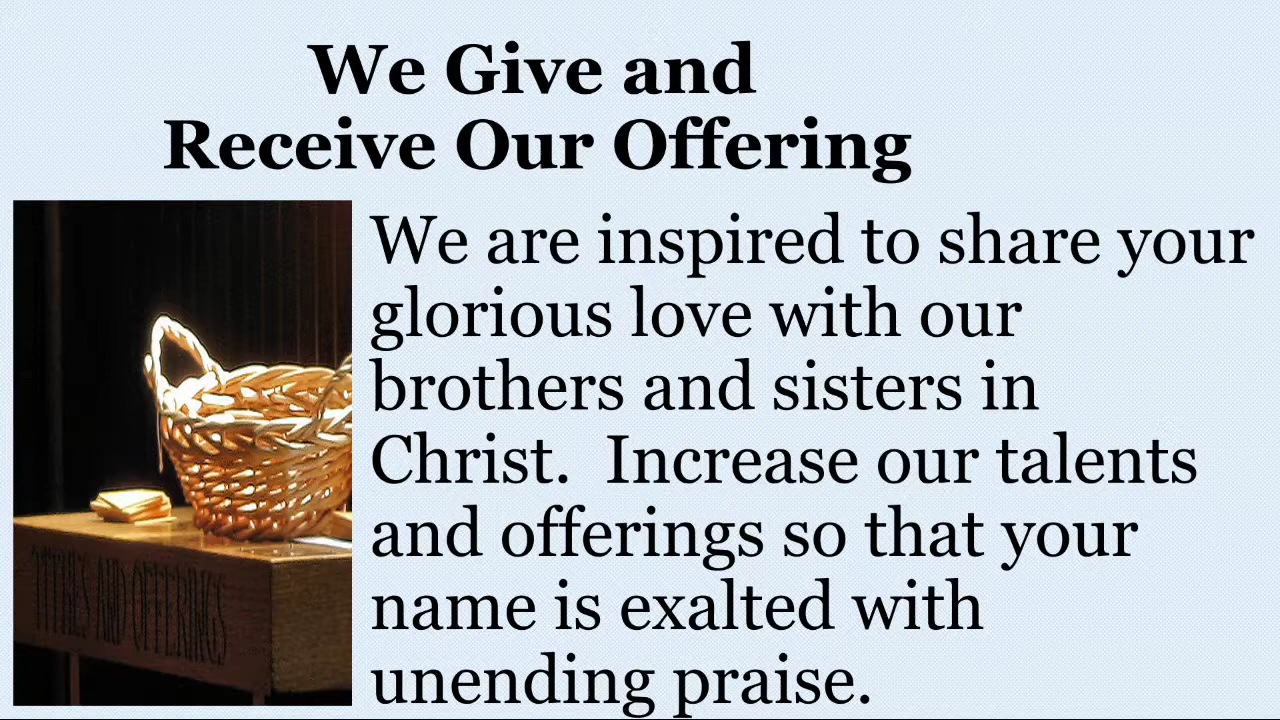 We Give and
Receive Our Offering
We are inspired to share your
glorious love with our
brothers and sisters in
Christ.  Increase our talents
and offerings so that your
name is exalted with
unending praise.
TITHES AND OFFERINGS